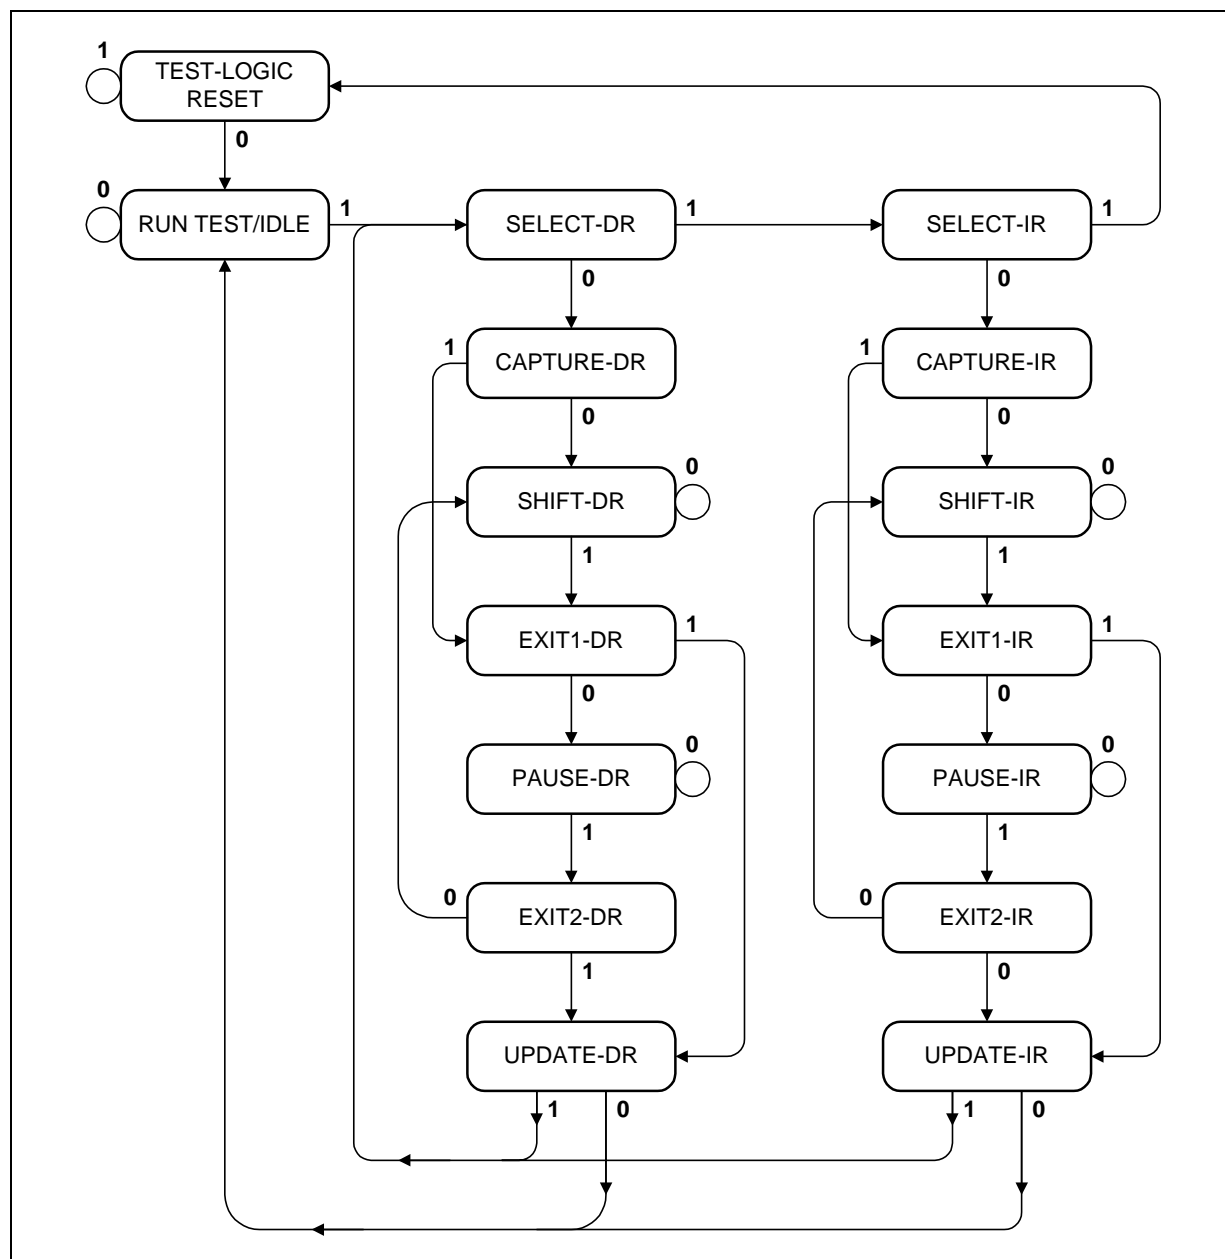 1
TEST-LOGIC
RESET
0
0
RUN TEST/IDLE
1
SELECT-DR
1
SELECT-IR
1
0
0
1
CAPTURE-DR
1
CAPTURE-IR
0
0
SHIFT-DR
0
SHIFT-IR
0
1
1
EXIT1-DR
1
EXIT1-IR
1
0
0
PAUSE-DR
0
PAUSE-IR
0
1
1
0
EXIT2-DR
0
EXIT2-IR
1
0
UPDATE-DR
UPDATE-IR
1
0
1
0